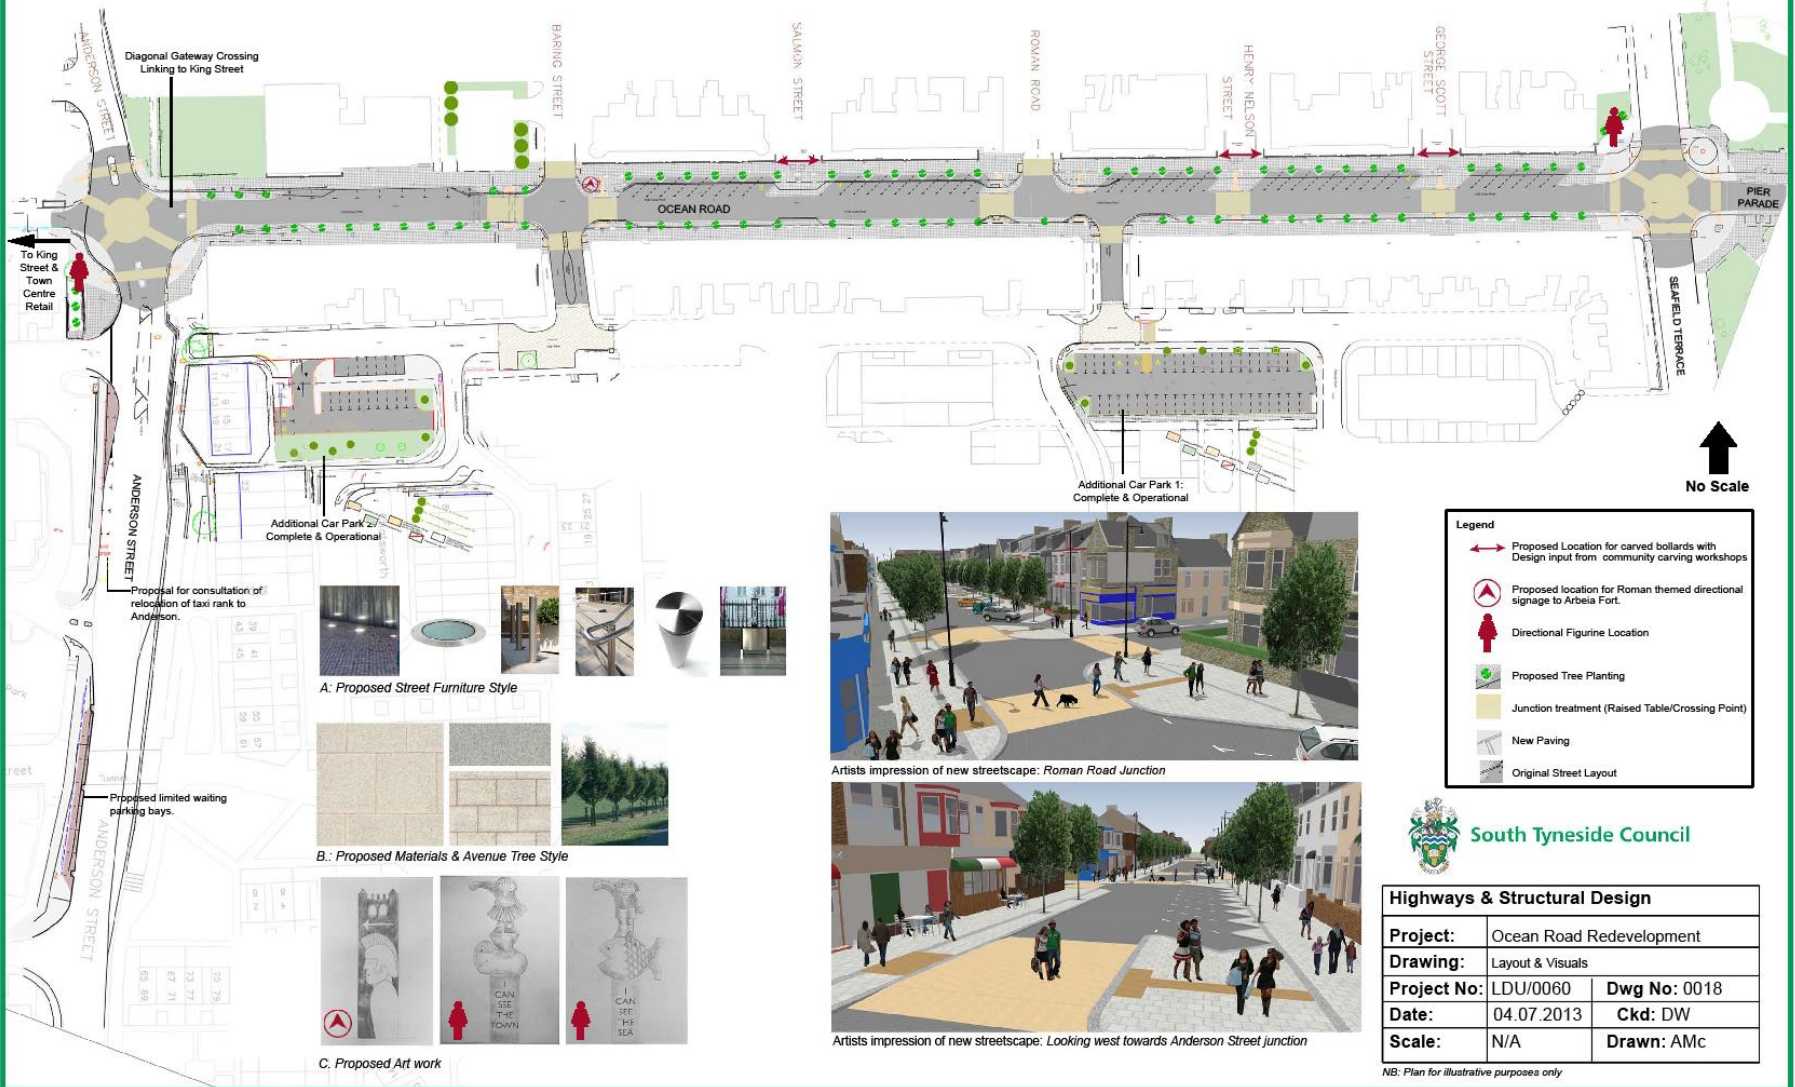 ANDERSON STREET
Diagonal Gateway Crossing
Linking to King Street
BARING STREET
SALMON STREET
ROMAN ROAD
HENRY NELSON
STREET
GEORGE SCOTT
STREET
OCEAN ROAD
PIER
PARADE
To King
Street &
Town
Centre
Retail
SEAFIELD TERRACE
ANDERSON STREET
Additional Car Park 2:
Complete & Operational
Additional Car Park 1:
Complete & Operational
No Scale
Proposal for consultation of
relocation of taxi rank to
Anderson.
Proposed limited waiting
parking bays.
Tunnel
Park
ANDERSON STREET
A: Proposed Street Furniture Style
B.: Proposed Materials & Avenue Tree Style
I
CAN
SEE
THE
TOWN
I
CAN
SEE
THE
SEA
C. Proposed Art work
Artists impression of new streetscape: Roman Road Junction
Artists impression of new streetscape: Looking west towards Anderson Street junction
Legend
Proposed Location for carved bollards with
Design input from community carving workshops
Proposed location for Roman themed directional
signage to Arbeia Fort.
Directional Figurine Location
Proposed Tree Planting
Junction treatment (Raised Table/Crossing Point)
New Paving
Original Street Layout
South Tyneside Council
Highways & Structural Design
Project: Ocean Road Redevelopment
Drawing: Layout & Visuals
Project No: LDU/0060 Dwg No: 0018
Date: 04.07.2013 Ckd: DW
Scale: N/A Drawn: AMc
NB: Plan for illustrative purposes only